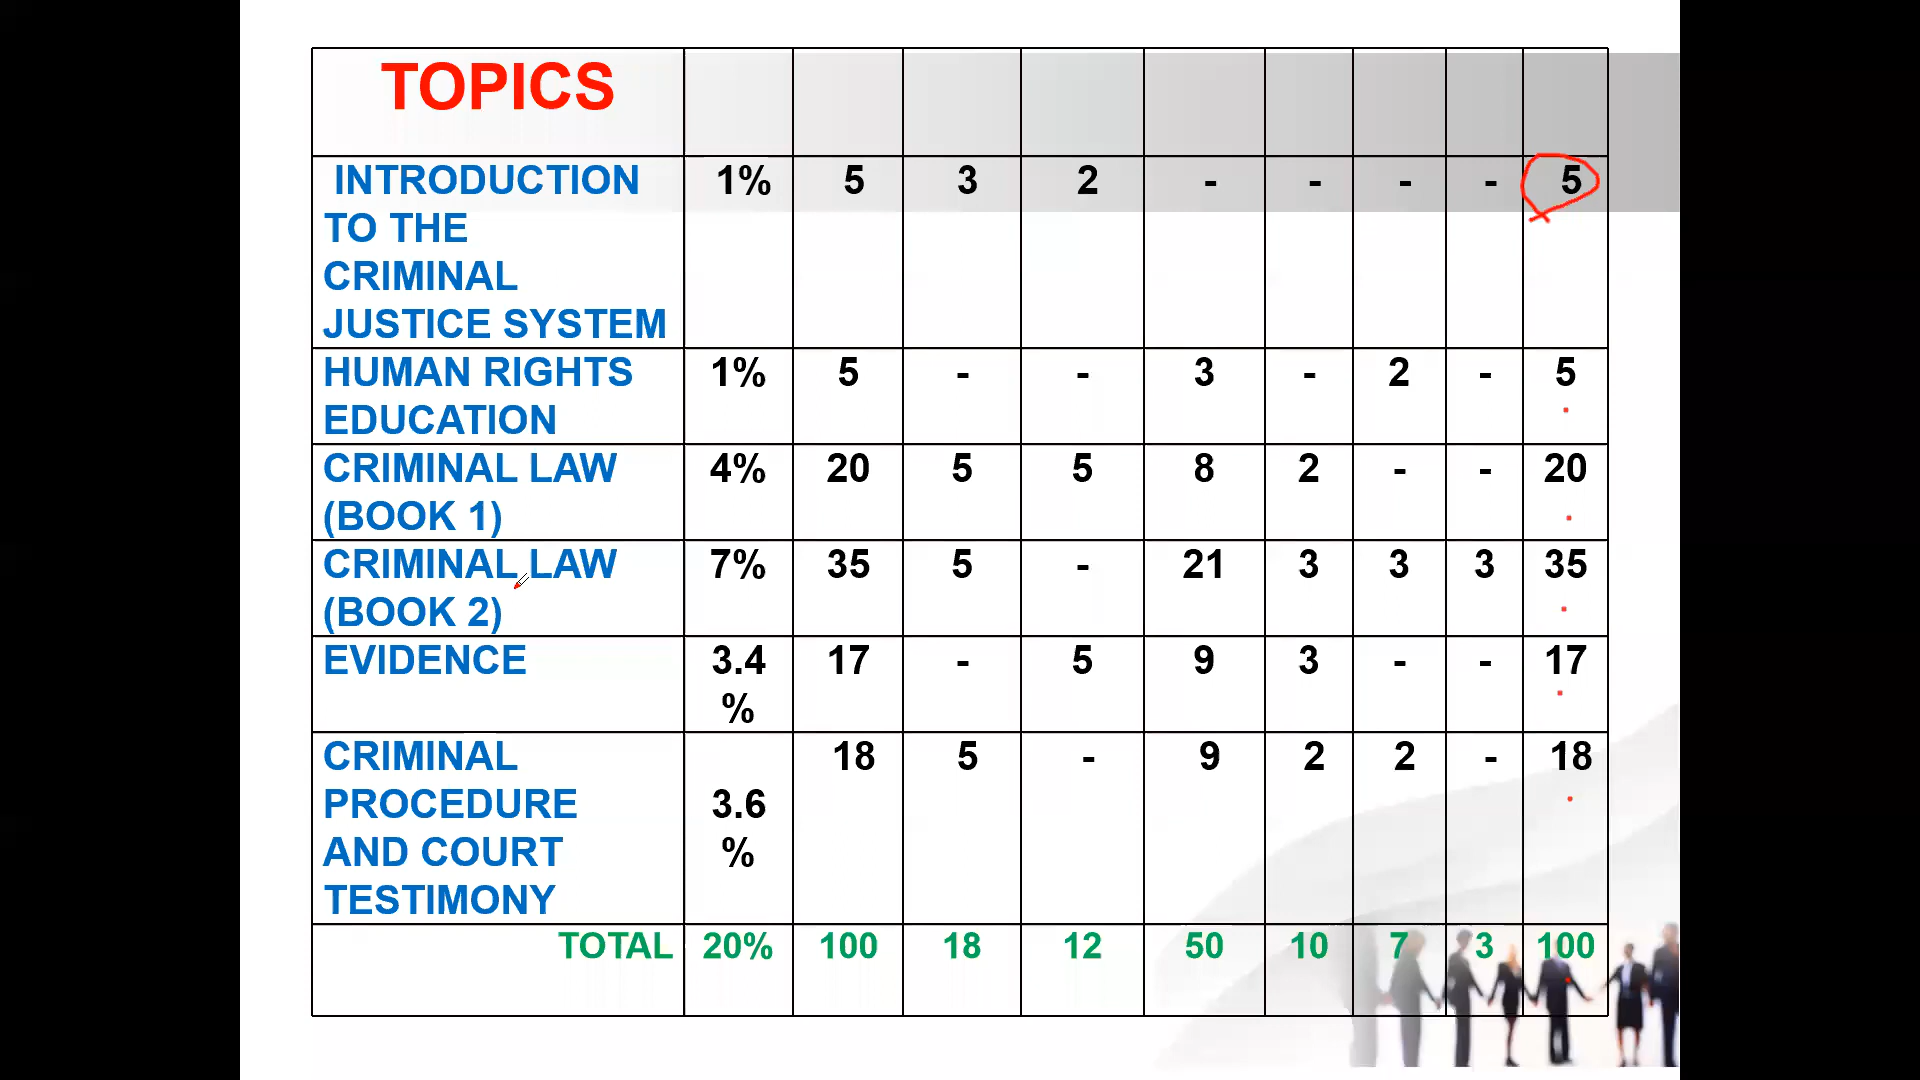 TOPICS
INTRODUCTION 1% 5 3 2 - - - - 5
TO THE
CRIMINAL
JUSTICE SYSTEM
HUMAN RIGHTS 1% 5 - - 3 - 2 - 5
EDUCATION
CRIMINAL LAW 4% 20 5 5 8 2 - - 20
(BOOK 1)
CRIMINAL LAW 7% 35 5 - 21 3 3 3 35
(BOOK 2)
EVIDENCE 3.4 17 - 5 9 3 - - 17
%
CRIMINAL 18 5 - 9 2 2 - 18
PROCEDURE 3.6
AND COURT %
TESTIMONY
TOTAL 20% 100 18 12 50 10 7 3 100